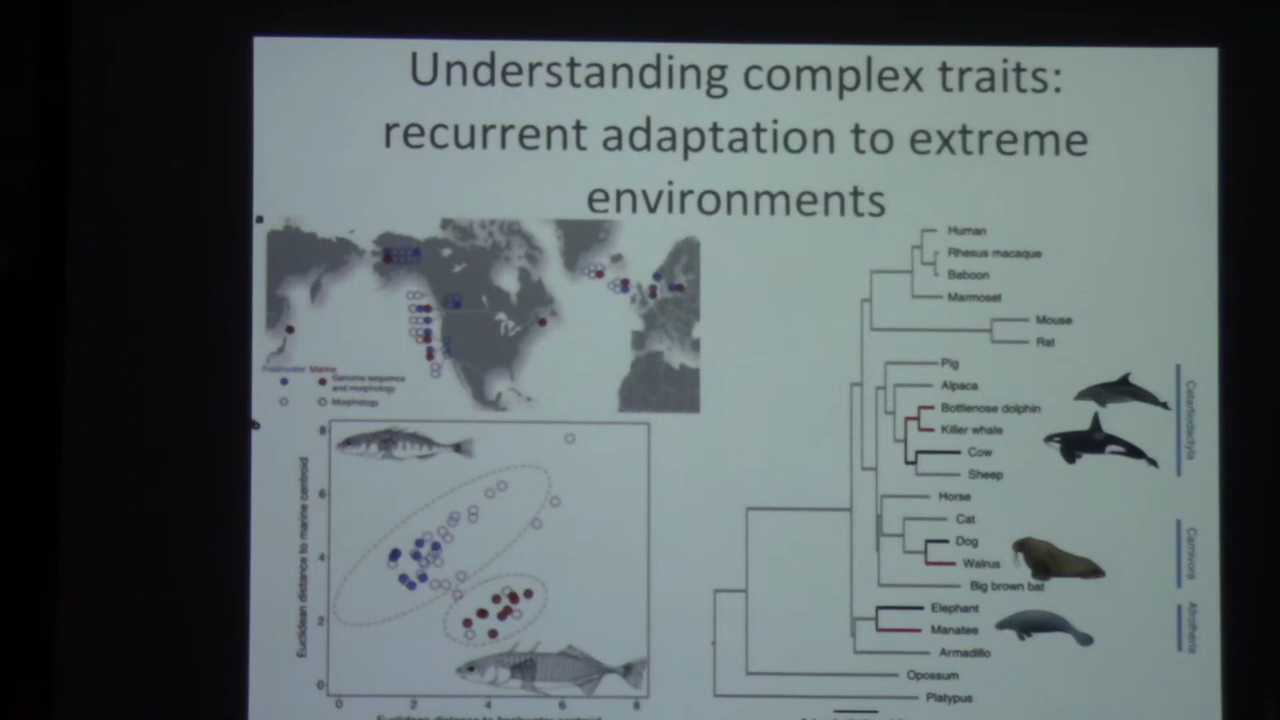 Understanding complex traits:
recurrent adaptation to extreme
environments
a
Freshwater Marine
Genome sequence
and morphology
Morphology
b
8
6
4
2
0
Euclidean distance to marine centroid
0 2 4 6 8
Euclidean distance to freshwater centroid
Human
Rhesus macaque
Baboon
Marmoset
Mouse
Rat
Pig
Alpaca
Bottlenose dolphin
Killer whale
Cow
Sheep
Horse
Cat
Dog
Walrus
Big brown bat
Elephant
Manatee
Armadillo
Opossum
Platypus
Cetartiodactyla
Carnivora
Afrotheria